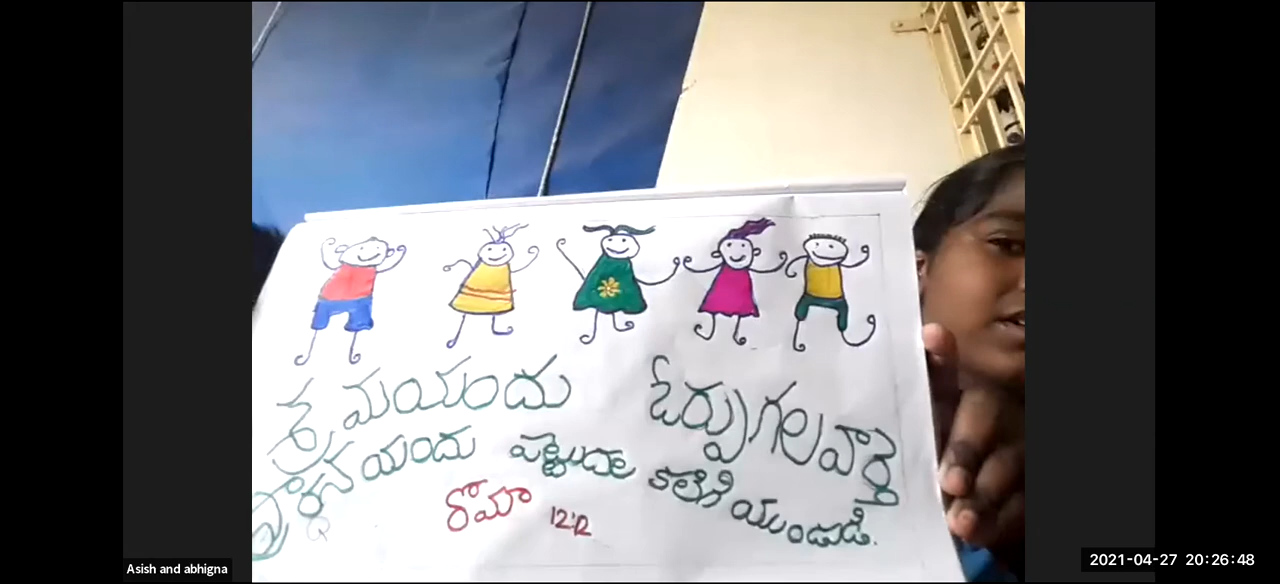 శ్రమయందు ఓర్పుగలవారై
ప్రార్థనయందు పట్టుదల కలిగి యుండుడి.
రోమా 12:12
Asish and abhigna
2021-04-27 20:26:48